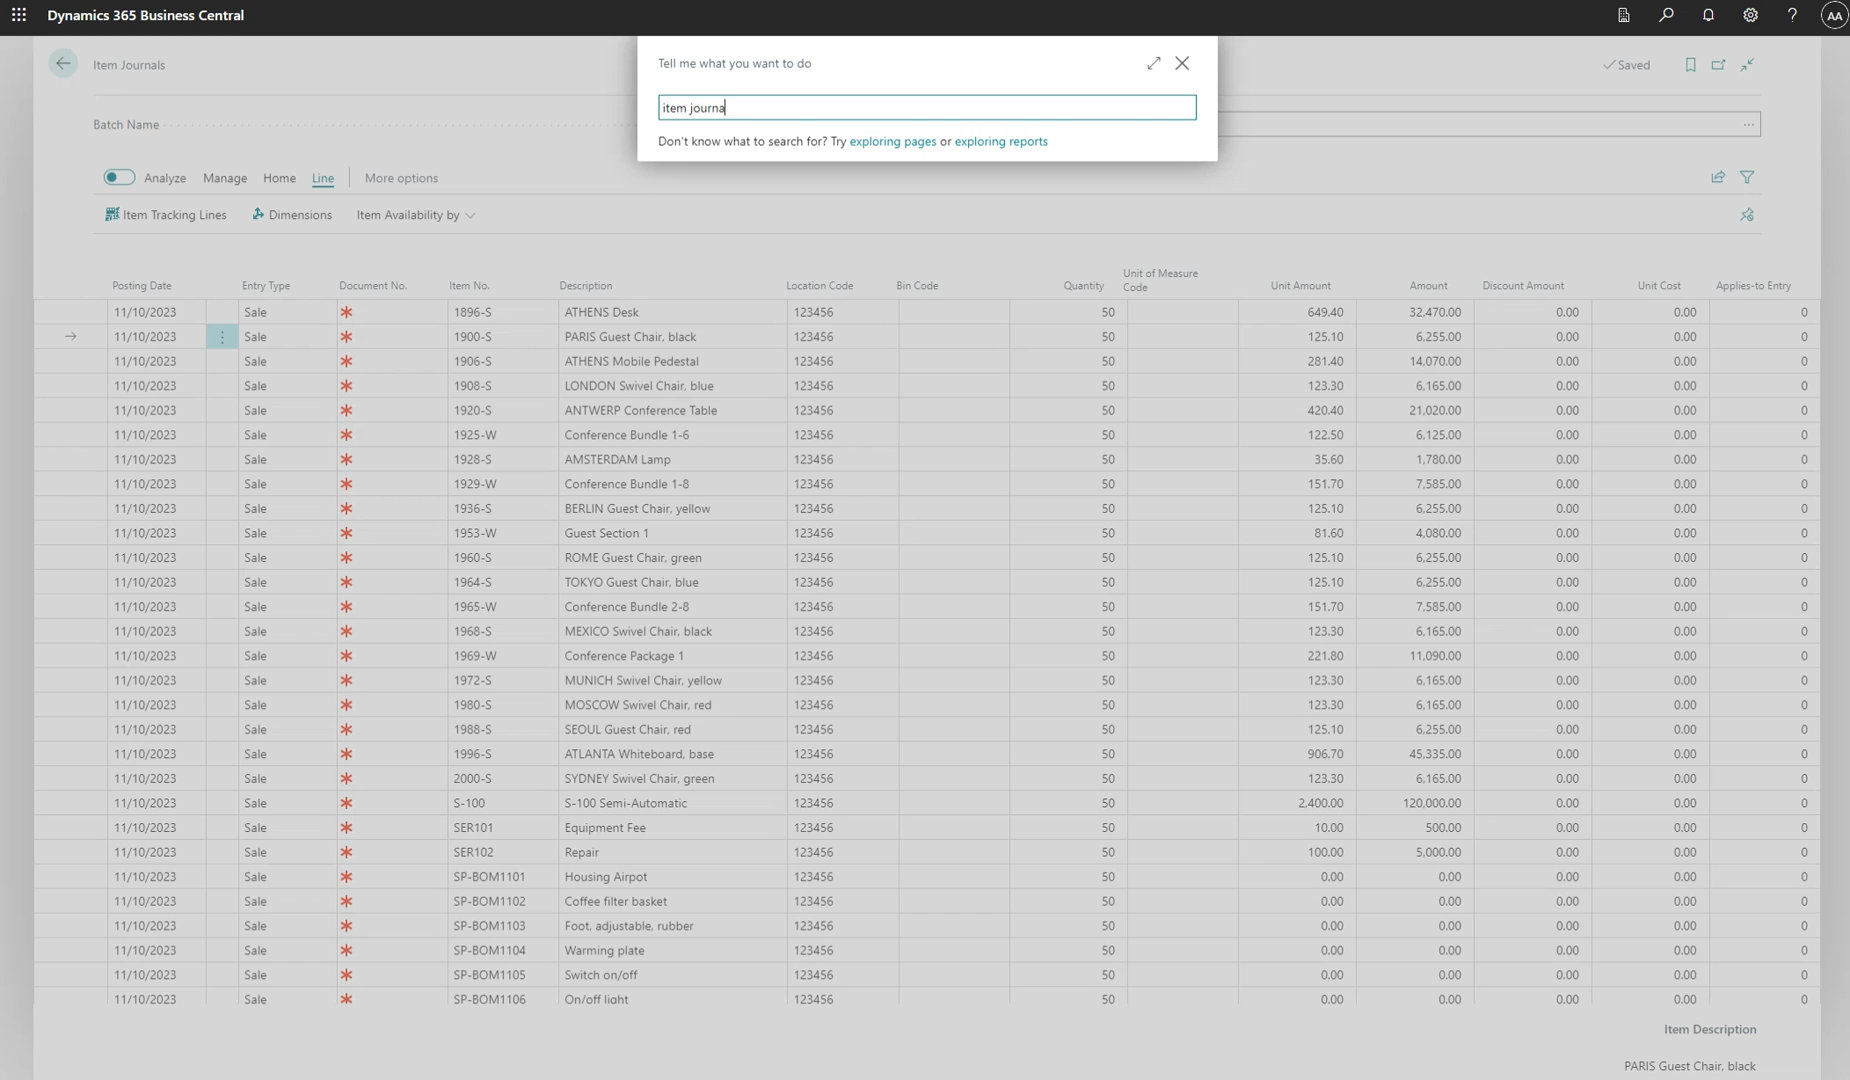 Dynamics 365 Business Central
AA
Item Journals
Saved
Tell me what you want to do
item journa
Don't know what to search for? Try exploring pages or exploring reports
Batch Name
Analyze Manage Home Line More options
Item Tracking Lines Dimensions Item Availability by
Posting Date Entry Type Document No. Item No. Description Location Code Bin Code Quantity Unit of Measure Code Unit Amount Amount Discount Amount Unit Cost Applies-to Entry
11/10/2023 Sale * 1896-S ATHENS Desk 123456 50 649.40 32,470.00 0.00 0.00 0
11/10/2023 Sale * 1900-S PARIS Guest Chair, black 123456 50 125.10 6,255.00 0.00 0.00 0
11/10/2023 Sale * 1906-S ATHENS Mobile Pedestal 123456 50 281.40 14,070.00 0.00 0.00 0
11/10/2023 Sale * 1908-S LONDON Swivel Chair, blue 123456 50 123.30 6,165.00 0.00 0.00 0
11/10/2023 Sale * 1920-S ANTWERP Conference Table 123456 50 420.40 21,020.00 0.00 0.00 0
11/10/2023 Sale * 1925-W Conference Bundle 1-6 123456 50 122.50 6,125.00 0.00 0.00 0
11/10/2023 Sale * 1928-S AMSTERDAM Lamp 123456 50 35.60 1,780.00 0.00 0.00 0
11/10/2023 Sale * 1929-W Conference Bundle 1-8 123456 50 151.70 7,585.00 0.00 0.00 0
11/10/2023 Sale * 1936-S BERLIN Guest Chair, yellow 123456 50 125.10 6,255.00 0.00 0.00 0
11/10/2023 Sale * 1953-W Guest Section 1 123456 50 81.60 4,080.00 0.00 0.00 0
11/10/2023 Sale * 1960-S ROME Guest Chair, green 123456 50 125.10 6,255.00 0.00 0.00 0
11/10/2023 Sale * 1964-S TOKYO Guest Chair, blue 123456 50 125.10 6,255.00 0.00 0.00 0
11/10/2023 Sale * 1965-W Conference Bundle 2-8 123456 50 151.70 7,585.00 0.00 0.00 0
11/10/2023 Sale * 1968-S MEXICO Swivel Chair, black 123456 50 123.30 6,165.00 0.00 0.00 0
11/10/2023 Sale * 1969-W Conference Package 1 123456 50 221.80 11,090.00 0.00 0.00 0
11/10/2023 Sale * 1972-S MUNICH Swivel Chair, yellow 123456 50 123.30 6,165.00 0.00 0.00 0
11/10/2023 Sale * 1980-S MOSCOW Swivel Chair, red 123456 50 123.30 6,165.00 0.00 0.00 0
11/10/2023 Sale * 1988-S SEOUL Guest Chair, red 123456 50 125.10 6,255.00 0.00 0.00 0
11/10/2023 Sale * 1996-S ATLANTA Whiteboard, base 123456 50 906.70 45,335.00 0.00 0.00 0
11/10/2023 Sale * 2000-S SYDNEY Swivel Chair, green 123456 50 123.30 6,165.00 0.00 0.00 0
11/10/2023 Sale * S-100 S-100 Semi-Automatic 123456 50 2,400.00 120,000.00 0.00 0.00 0
11/10/2023 Sale * SER101 Equipment Fee 123456 50 10.00 500.00 0.00 0.00 0
11/10/2023 Sale * SER102 Repair 123456 50 100.00 5,000.00 0.00 0.00 0
11/10/2023 Sale * SP-BOM1101 Housing Airpot 123456 50 0.00 0.00 0.00 0.00 0
11/10/2023 Sale * SP-BOM1102 Coffee filter basket 123456 50 0.00 0.00 0.00 0.00 0
11/10/2023 Sale * SP-BOM1103 Foot, adjustable, rubber 123456 50 0.00 0.00 0.00 0.00 0
11/10/2023 Sale * SP-BOM1104 Warming plate 123456 50 0.00 0.00 0.00 0.00 0
11/10/2023 Sale * SP-BOM1105 Switch on/off 123456 50 0.00 0.00 0.00 0.00 0
11/10/2023 Sale * SP-BOM1106 On/off light 123456 50 0.00 0.00 0.00 0.00 0
Item Description
PARIS Guest Chair, black